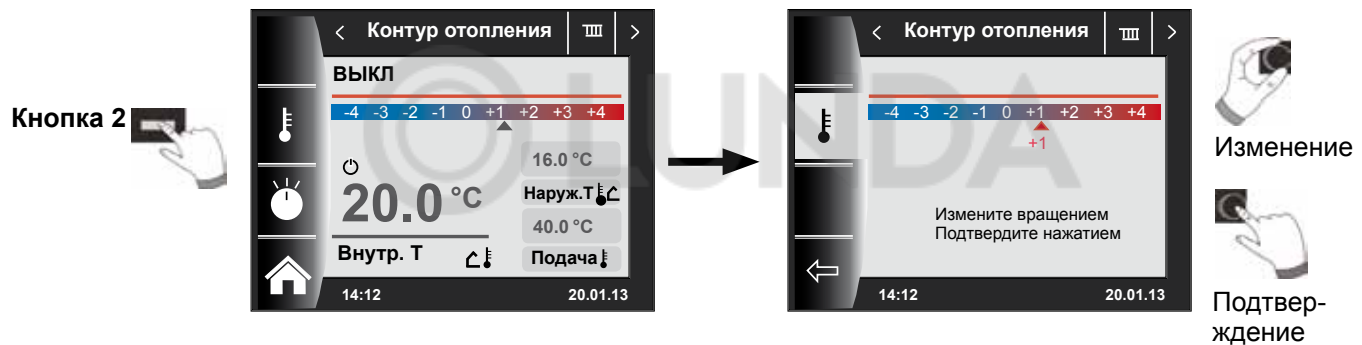 Кнопка 2
< Контур отопления >
ВЫКЛ
-4 -3 -2 -1 0 +1 +2 +3 +4
16.0 °C
20.0 °C
Наруж.Т
40.0 °C
Внутр. Т
Подача
14:12 20.01.13
< Контур отопления >
-4 -3 -2 -1 0 +1 +2 +3 +4
+1
Измените вращением
Подтвердите нажатием
14:12 20.01.13
Изменение
Подтвер-
ждение
LUNDA